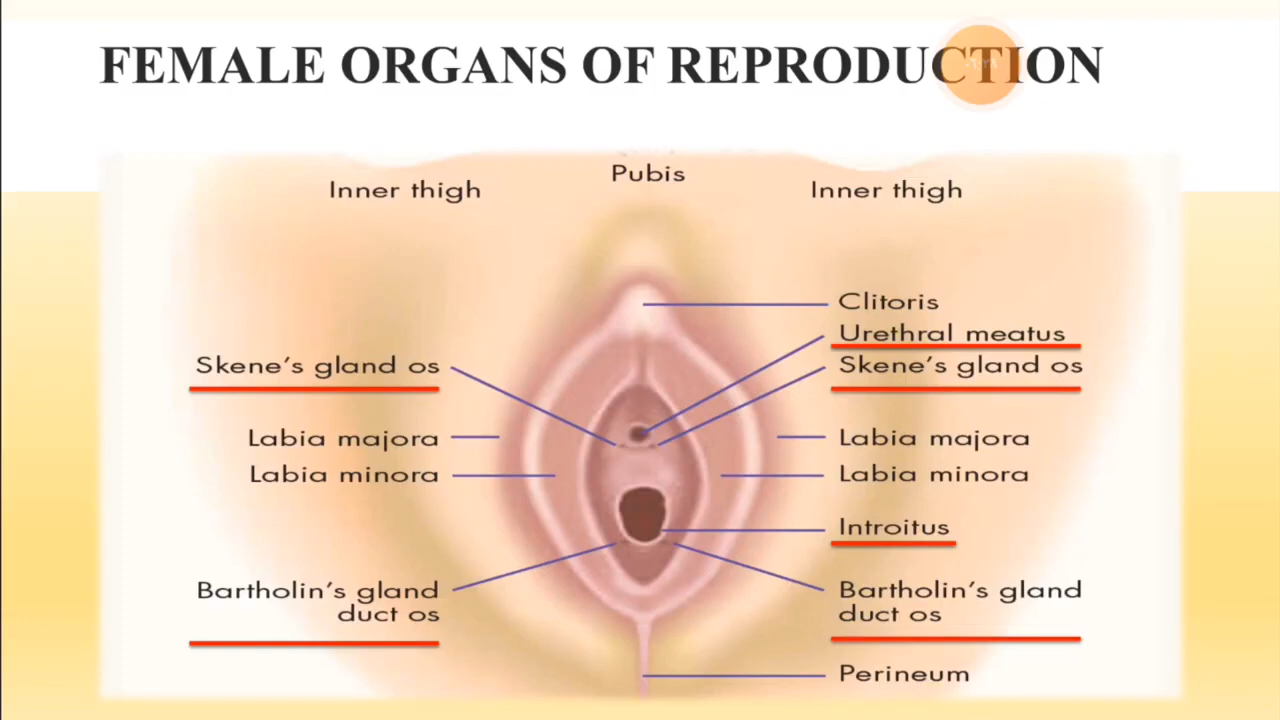 FEMALE ORGANS OF REPRODUCTION
Pubis
Inner thigh
Inner thigh
Clitoris
Urethral meatus
Skene's gland os
Skene's gland os
Labia majora
Labia majora
Labia minora
Labia minora
Introitus
Bartholin's gland
duct os
Bartholin's gland
duct os
Perineum